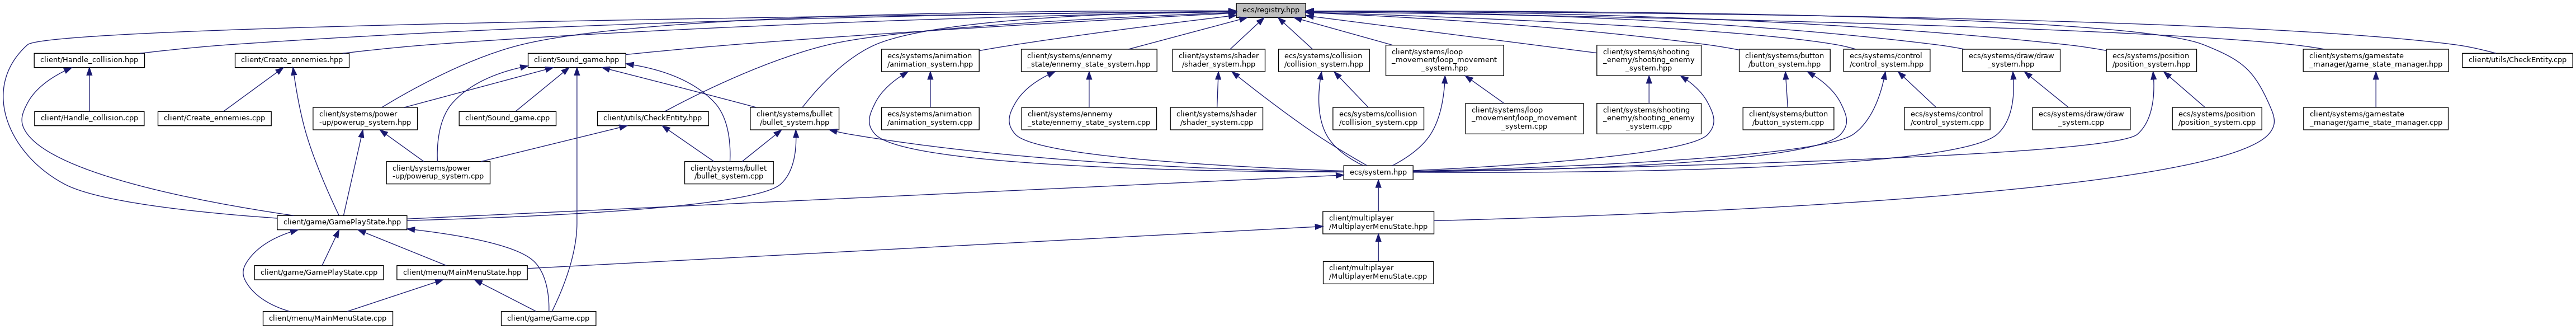 ecs/registry.hpp
client/Handle_collision.hpp
client/Create_ennemies.hpp
client/Sound_game.hpp
ecs/systems/animation
/animation_system.hpp
client/systems/ennemy
_state/ennemy_state_system.hpp
client/systems/shader
/shader_system.hpp
ecs/systems/collision
/collision_system.hpp
client/systems/loop
_movement/loop_movement
_system.hpp
client/systems/shooting
_enemy/shooting_enemy
_system.hpp
client/systems/button
/button_system.hpp
ecs/systems/control
/control_system.hpp
ecs/systems/draw/draw
_system.hpp
ecs/systems/position
/position_system.hpp
client/systems/gamestate
_manager/game_state_manager.hpp
client/utils/CheckEntity.cpp
client/Handle_collision.cpp
client/Create_ennemies.cpp
client/systems/power
-up/powerup_system.hpp
client/Sound_game.cpp
client/utils/CheckEntity.hpp
client/systems/bullet
/bullet_system.hpp
ecs/systems/animation
/animation_system.cpp
client/systems/ennemy
_state/ennemy_state_system.cpp
client/systems/shader
/shader_system.cpp
ecs/systems/collision
/collision_system.cpp
client/systems/loop
_movement/loop_movement
_system.cpp
client/systems/shooting
_enemy/shooting_enemy
_system.cpp
client/systems/button
/button_system.cpp
ecs/systems/control
/control_system.cpp
ecs/systems/draw/draw
_system.cpp
ecs/systems/position
/position_system.cpp
client/systems/gamestate
_manager/game_state_manager.cpp
client/systems/power
-up/powerup_system.cpp
client/systems/bullet
/bullet_system.cpp
ecs/system.hpp
client/game/GamePlayState.hpp
client/multiplayer
/MultiplayerMenuState.hpp
client/game/GamePlayState.cpp
client/menu/MainMenuState.hpp
client/multiplayer
/MultiplayerMenuState.cpp
client/menu/MainMenuState.cpp
client/game/Game.cpp